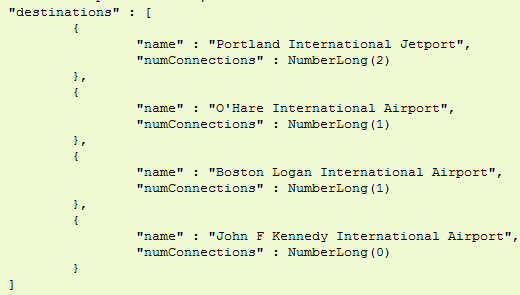 "destinations" : [
{
"name" : "Portland International Jetport",
"numConnections" : NumberLong(2)
},
{
"name" : "O'Hare International Airport",
"numConnections" : NumberLong(1)
},
{
"name" : "Boston Logan International Airport",
"numConnections" : NumberLong(1)
},
{
"name" : "John F Kennedy International Airport",
"numConnections" : NumberLong(0)
}
]